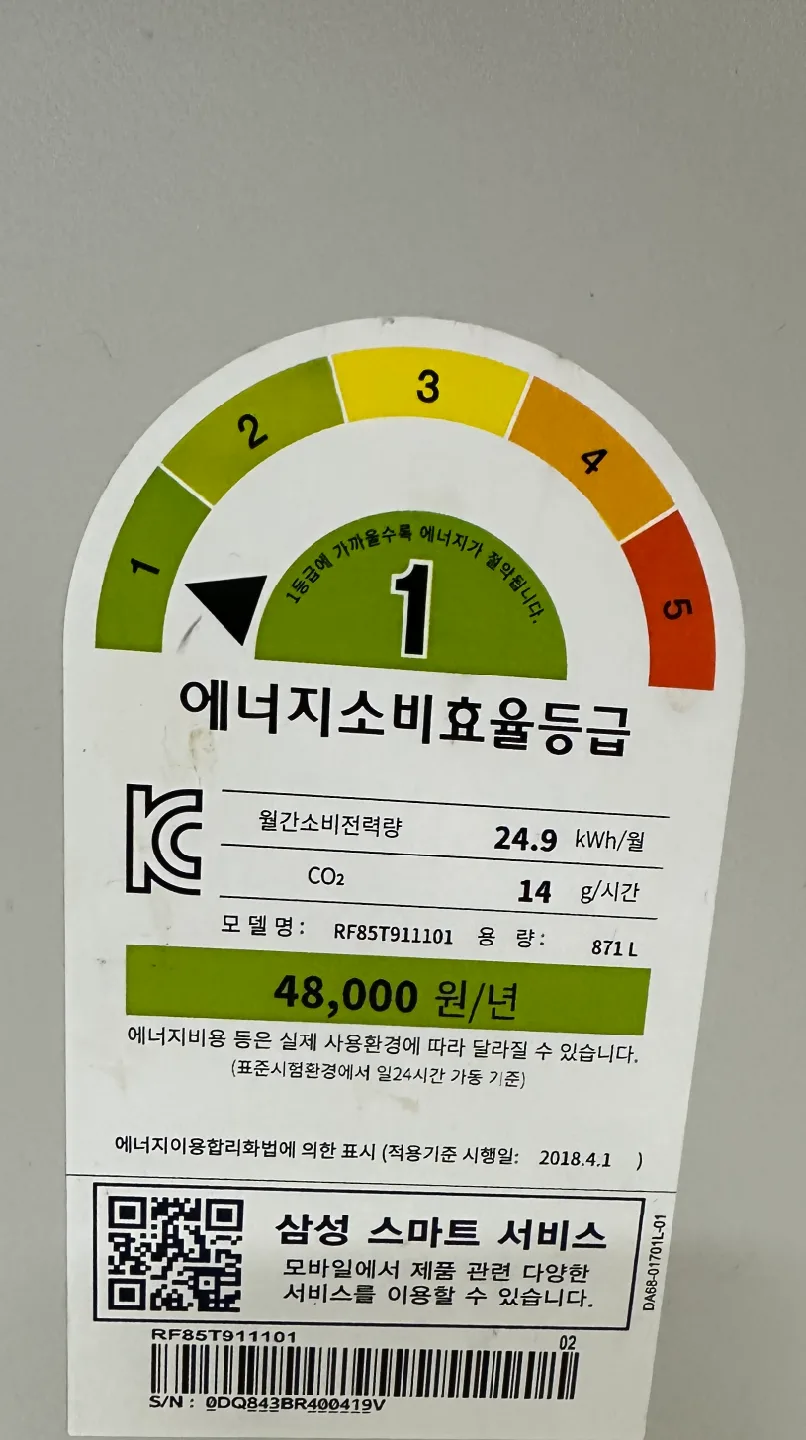 1 2 3 4 5
1등급에 가까울수록 에너지가 절약됩니다.
1
에너지소비효율등급
월간소비전력량 24.9 kWh/월
CO₂ 14 g/시간
모 델 명 : RF85T911101 용 량 : 871 L
48,000 원/년
에너지비용 등은 실제 사용환경에 따라 달라질 수 있습니다.
(표준시험환경에서 일24시간 가동 기준)
에너지이용합리화법에 의한 표시 (적용기준 시행일: 2018.4.1 )
삼성 스마트 서비스
모바일에서 제품 관련 다양한
서비스를 이용할 수 있습니다.
DA68-01701L-01
RF85T911101 02
S/N : 0DQ843BR400419V